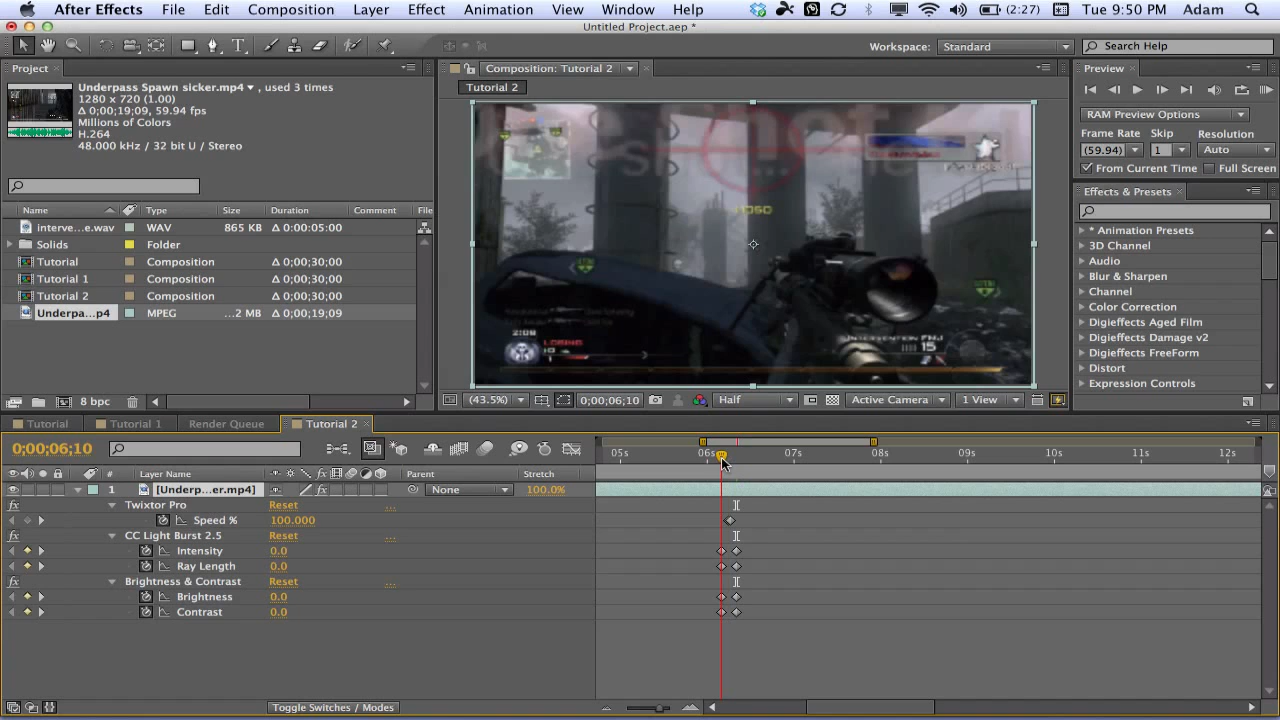 After Effects File Edit Composition Layer Effect Animation View Window Help (2:27) Tue 9:50 PM Adam
Untitled Project.aep *
Workspace: Standard Search Help
Project
Underpass Spawn sicker.mp4 , used 3 times
1280 x 720 (1.00)
Δ 0;00;19;09, 59.94 fps
Millions of Colors
H.264
48.000 kHz / 32 bit U / Stereo
Name Type Size Duration Comment File
interve...e.wav WAV 865 KB Δ 0:00:05:00
Solids Folder
Tutorial Composition Δ 0;00;30;00
Tutorial 1 Composition Δ 0;00;30;00
Tutorial 2 Composition Δ 0;00;30;00
Underpa....p4 MPEG ...2 MB Δ 0;00;19;09
8 bpc
Composition: Tutorial 2
Tutorial 2
2:08
15
(43.5%) 0;00;06;10 Half Active Camera 1 View
Preview
RAM Preview Options
Frame Rate Skip Resolution
(59.94) 1 Auto
From Current Time Full Screen
Effects & Presets
* Animation Presets
3D Channel
Audio
Blur & Sharpen
Channel
Color Correction
Digieffects Aged Film
Digieffects Damage v2
Digieffects FreeForm
Distort
Expression Controls
Tutorial Tutorial 1 Render Queue Tutorial 2
0;00;06;10
05s 06s 07s 08s 09s 10s 11s 12s
# Layer Name Parent Stretch
1 [Underp...er.mp4] None 100.0%
Twixtor Pro Reset ...
Speed % 100.000
CC Light Burst 2.5 Reset ...
Intensity 0.0
Ray Length 0.0
Brightness & Contrast Reset ...
Brightness 0.0
Contrast 0.0
Toggle Switches / Modes